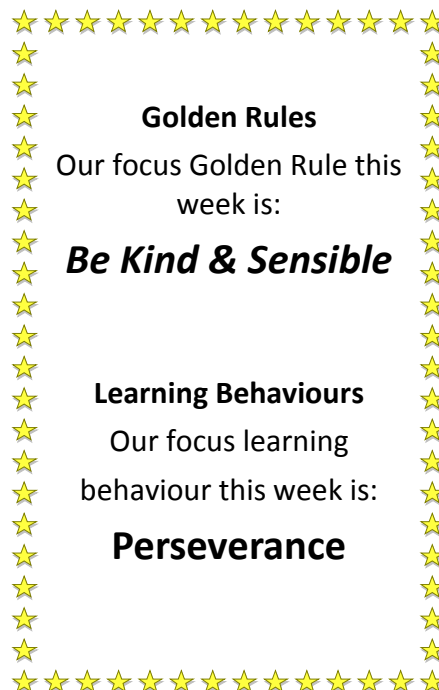 Golden Rules
Our focus Golden Rule this
week is:
Be Kind & Sensible
Learning Behaviours
Our focus learning
behaviour this week is:
Perseverance